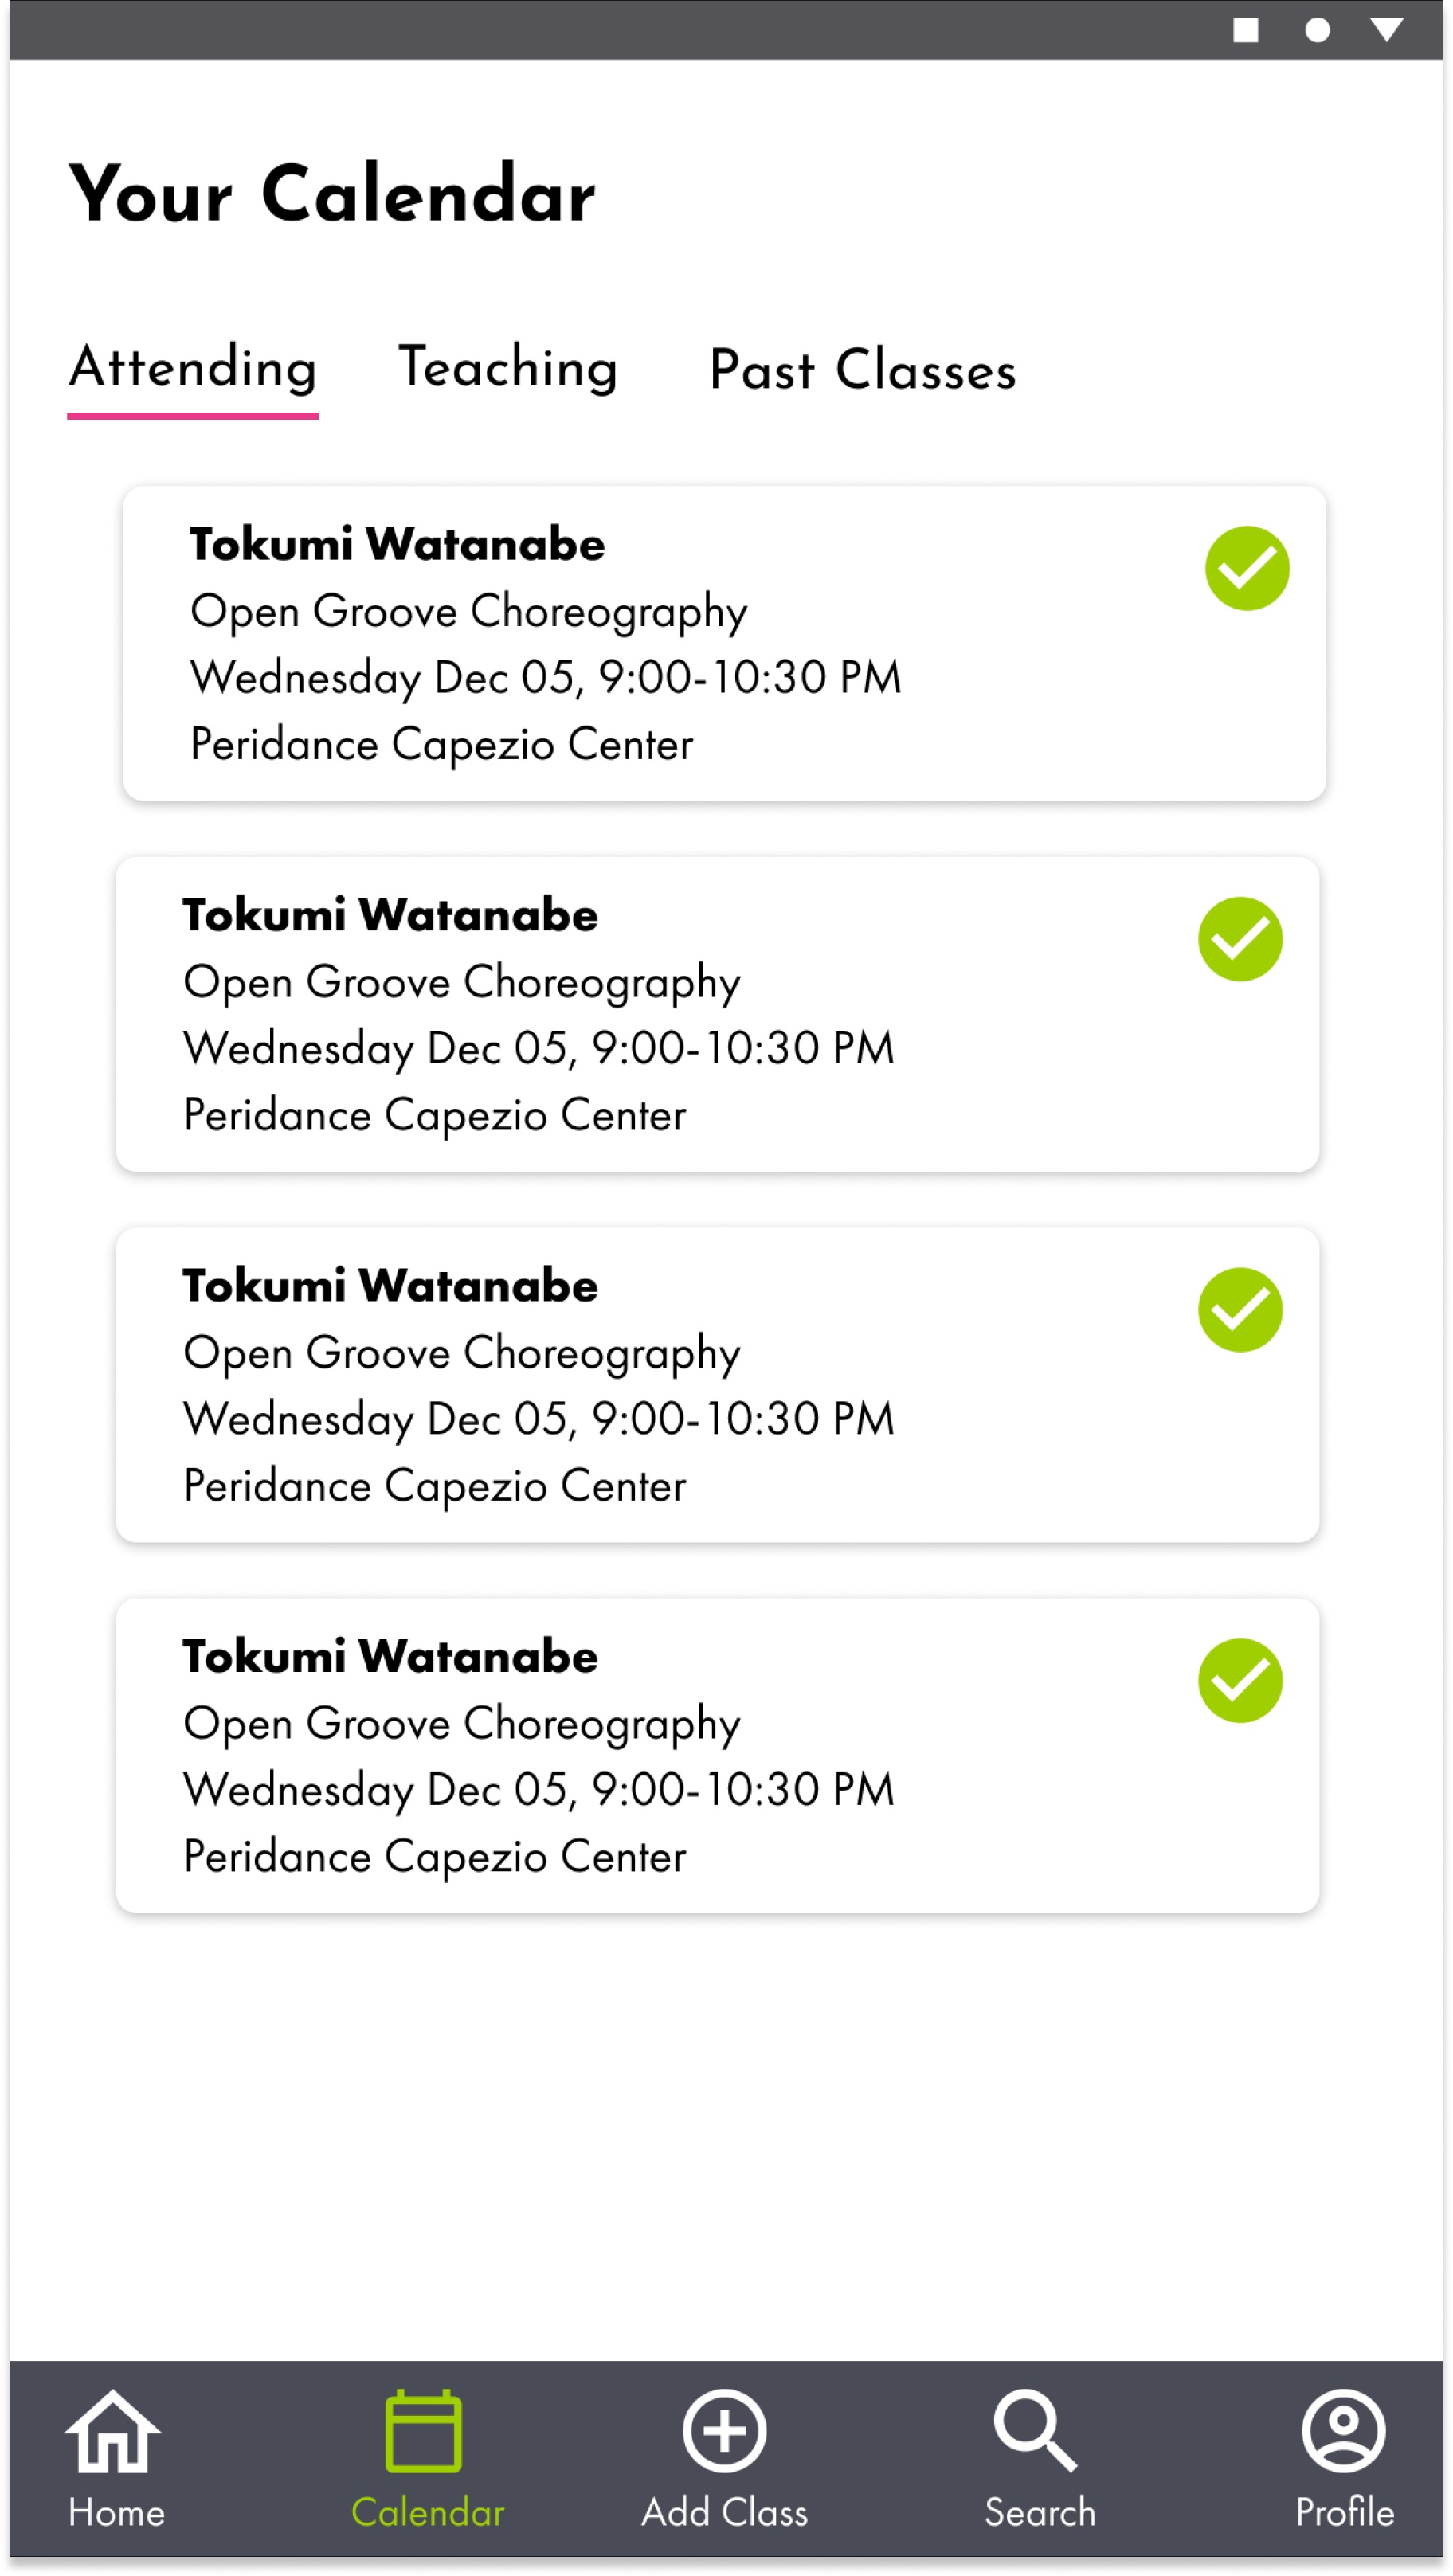 Your Calendar
Attending Teaching Past Classes
Tokumi Watanabe
Open Groove Choreography
Wednesday Dec 05, 9:00-10:30 PM
Peridance Capezio Center
Tokumi Watanabe
Open Groove Choreography
Wednesday Dec 05, 9:00-10:30 PM
Peridance Capezio Center
Tokumi Watanabe
Open Groove Choreography
Wednesday Dec 05, 9:00-10:30 PM
Peridance Capezio Center
Tokumi Watanabe
Open Groove Choreography
Wednesday Dec 05, 9:00-10:30 PM
Peridance Capezio Center
Home Calendar Add Class Search Profile